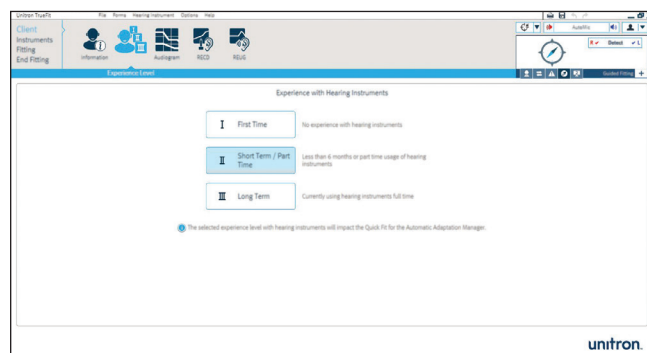 Unitron TrueFit
File Forms Hearing Instrument Options Help
Client
Instruments
Fitting
End Fitting
Information
Audiogram
RECD
REUG
AutoMix
R Detect L
Experience Level
Guided Fitting
Experience with Hearing Instruments
I First Time
No experience with hearing instruments
II Short Term / Part
Time
Less than 6 months or part time usage of hearing
instruments
III Long Term
Currently using hearing instruments full time
The selected experience level with hearing instruments will impact the Quick Fit for the Automatic Adaptation Manager.
unitron.